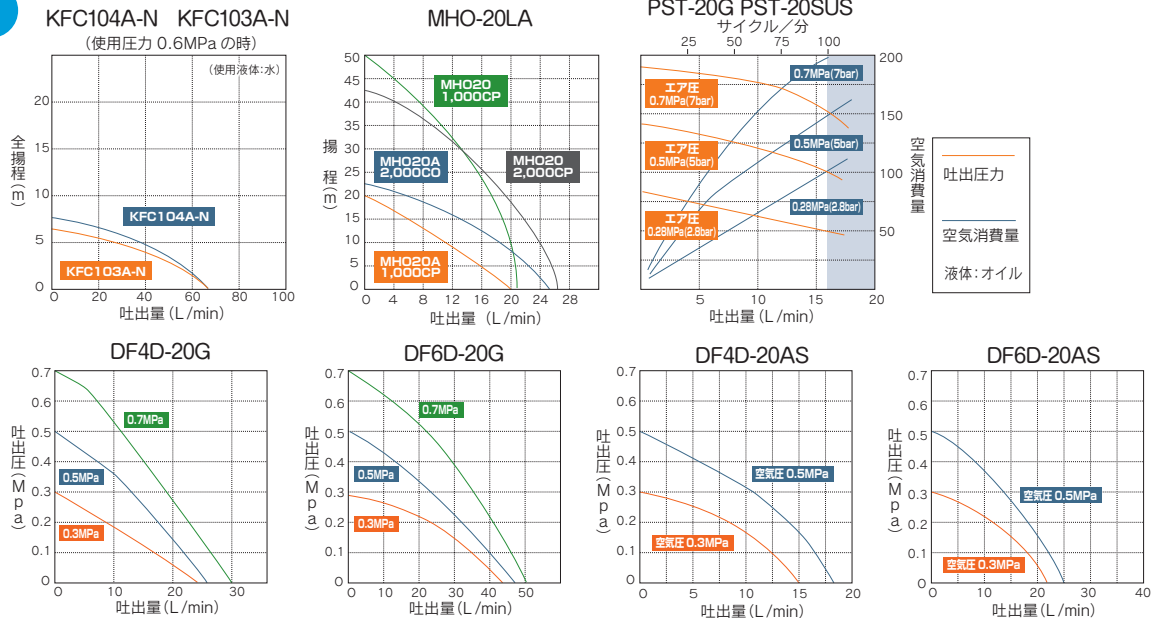 KFC104A-N KFC103A-N
(使用圧力 0.6MPa の時)
(使用液体:水)
全揚程(m)
20
15
10
5
0
KFC104A-N
KFC103A-N
0 20 40 60 80 100
吐出量(L/min)
MHO-20LA
揚程(m)
50
45
40
35
30
25
20
15
10
5
0
MHO20
1,000CP
MHO20A
2,000CO
MHO20
2,000CP
MHO20A
1,000CP
0 4 8 12 16 20 24 28
吐出量(L/min)
PST-20G PST-20SUS
サイクル/分
25 50 75 100
エア圧
0.7MPa(7bar)
エア圧
0.5MPa(5bar)
エア圧
0.28MPa(2.8bar)
0.7MPa(7bar)
0.5MPa(5bar)
0.28MPa(2.8bar)
200
150
100
50
空気消費量
5 10 15 20
吐出量(L/min)
吐出圧力
空気消費量
液体:オイル
DF4D-20G
吐出圧(Mpa)
0.7
0.6
0.5
0.4
0.3
0.2
0.1
0
0.7MPa
0.5MPa
0.3MPa
0 10 20 30
吐出量(L/min)
DF6D-20G
吐出圧(Mpa)
0.7
0.6
0.5
0.4
0.3
0.2
0.1
0
0.7MPa
0.5MPa
0.3MPa
0 10 20 30 40 50
吐出量(L/min)
DF4D-20AS
吐出圧(Mpa)
0.7
0.6
0.5
0.4
0.3
0.2
0.1
0
空気圧 0.5MPa
空気圧 0.3MPa
0 5 10 15 20
吐出量(L/min)
DF6D-20AS
吐出圧(Mpa)
0.7
0.6
0.5
0.4
0.3
0.2
0.1
0
空気圧 0.5MPa
空気圧 0.3MPa
0 10 20 30 40
吐出量(L/min)